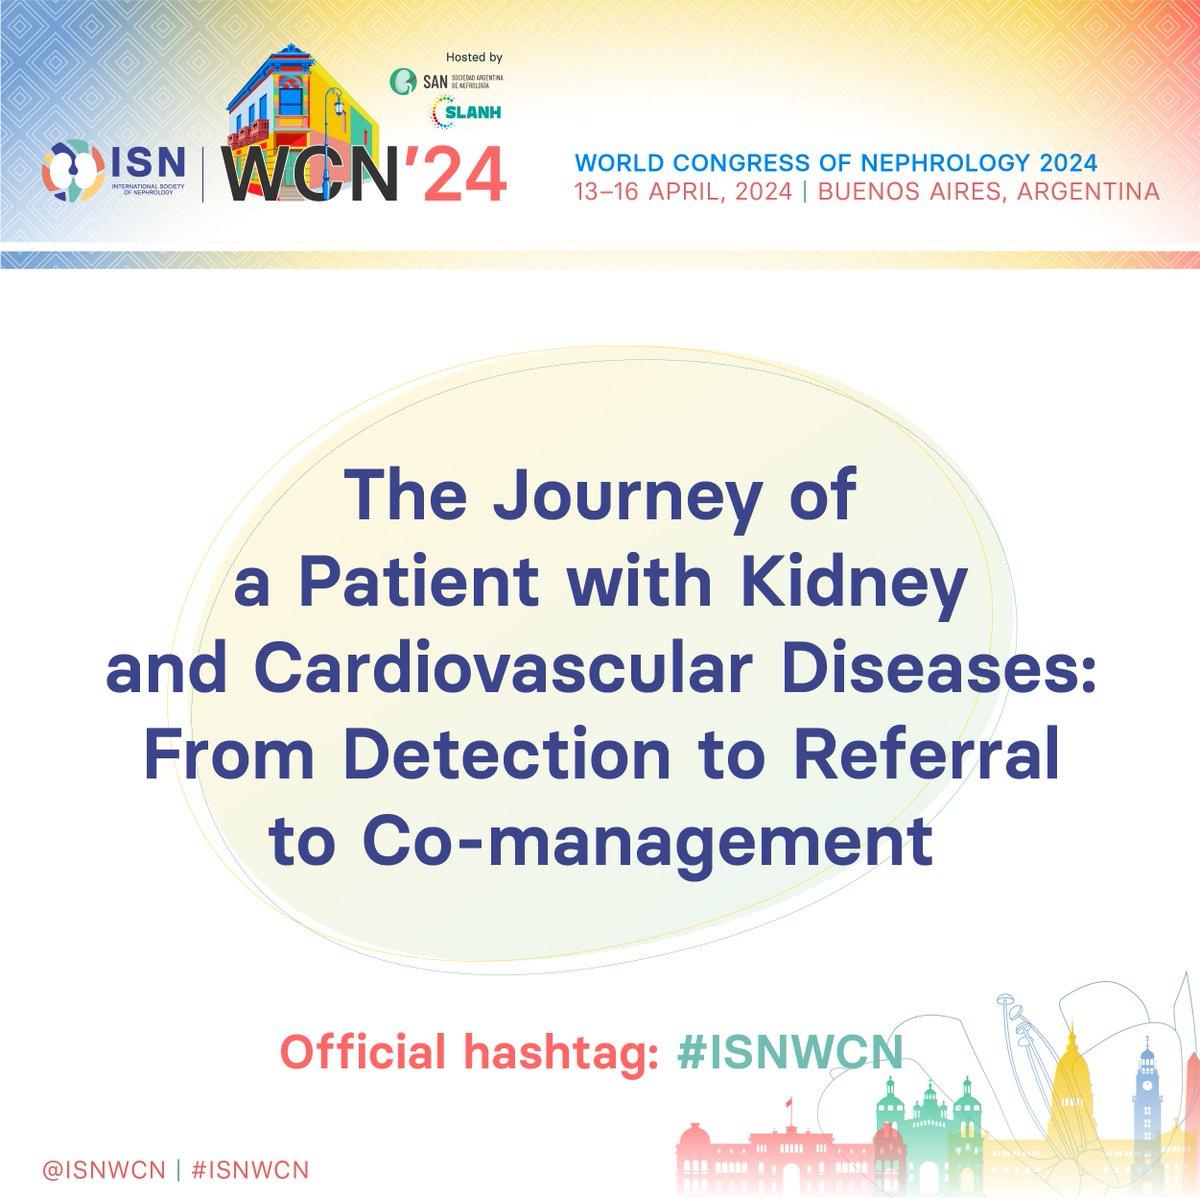 Hosted by
SAN SOCIEDAD ARGENTINA
DE NEFROLOGÍA
SLANH
ISN
INTERNATIONAL SOCIETY
OF NEPHROLOGY
WCN'24
WORLD CONGRESS OF NEPHROLOGY 2024
13–16 APRIL, 2024 | BUENOS AIRES, ARGENTINA
The Journey of
a Patient with Kidney
and Cardiovascular Diseases:
From Detection to Referral
to Co-management
Official hashtag: #ISNWCN
@ISNWCN | #ISNWCN